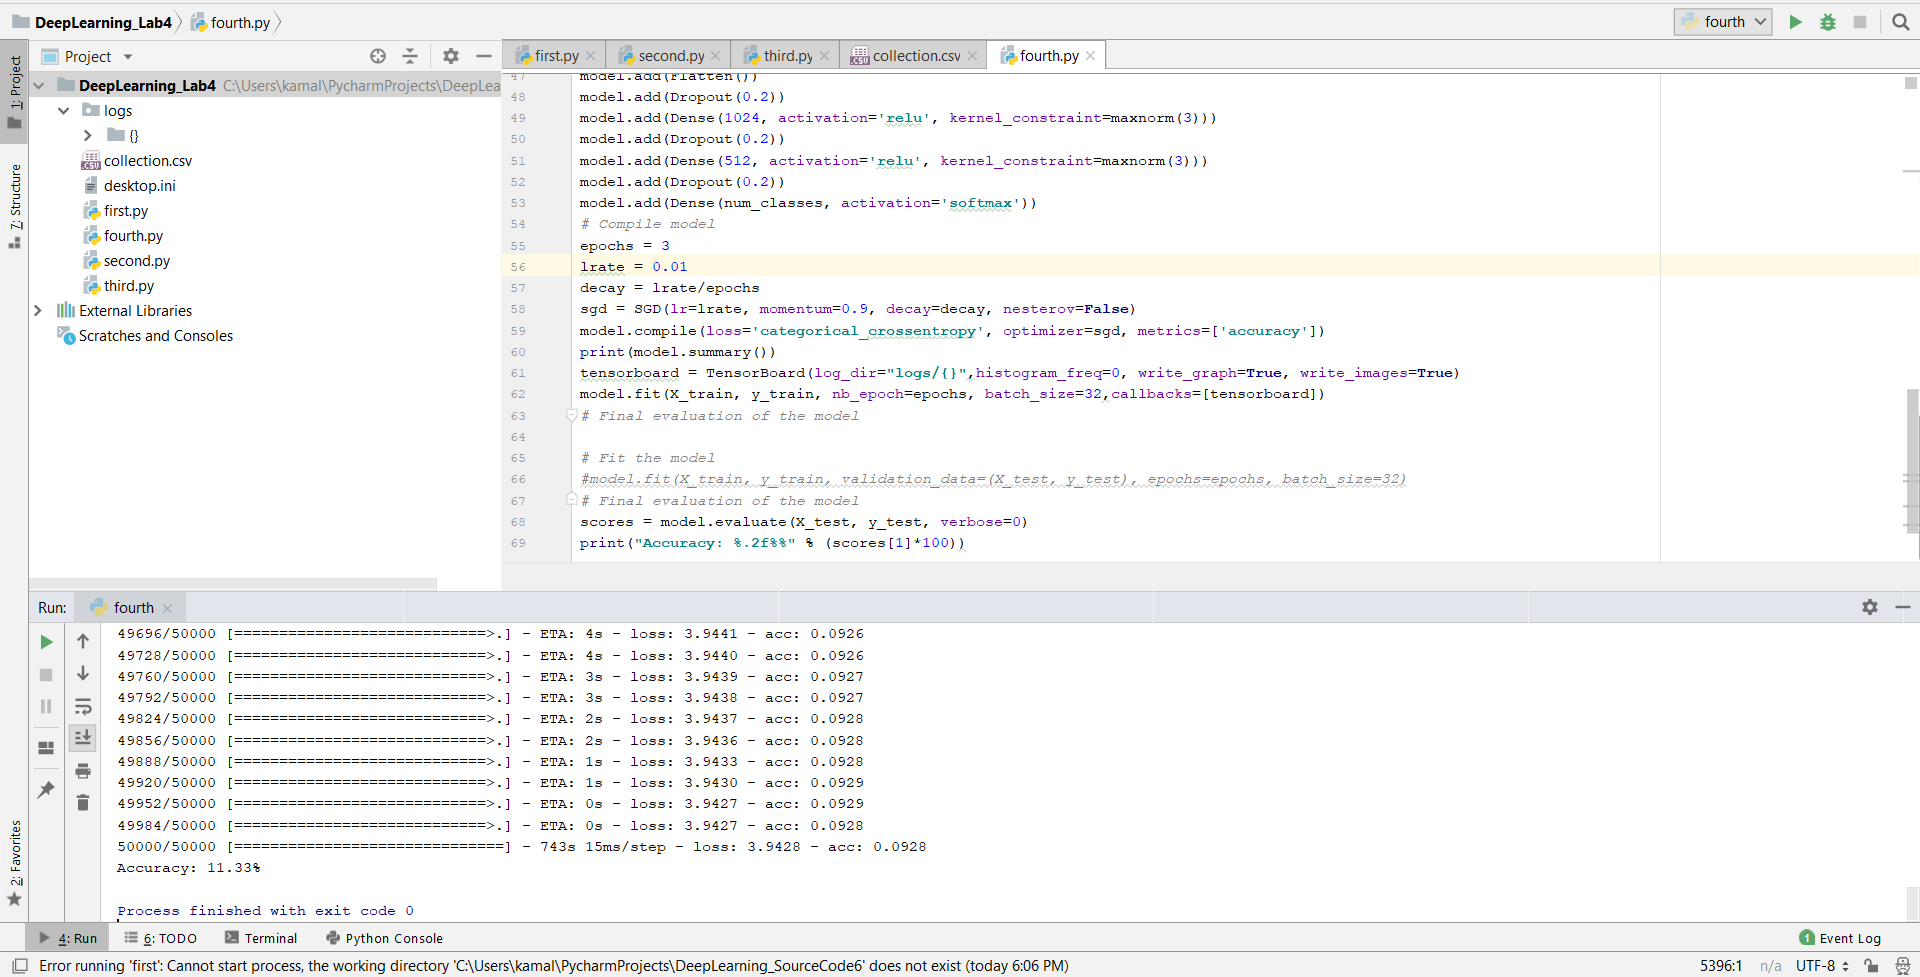 DeepLearning_Lab4 fourth.py fourth
Project
first.py second.py third.py collection.csv fourth.py
1: Project
7: Structure
2: Favorites
DeepLearning_Lab4 C:\Users\kamal\PycharmProjects\DeepLea
logs
{}
collection.csv
desktop.ini
first.py
fourth.py
second.py
third.py
External Libraries
Scratches and Consoles
47 model.add(Flatten())
48 model.add(Dropout(0.2))
49 model.add(Dense(1024, activation='relu', kernel_constraint=maxnorm(3)))
50 model.add(Dropout(0.2))
51 model.add(Dense(512, activation='relu', kernel_constraint=maxnorm(3)))
52 model.add(Dropout(0.2))
53 model.add(Dense(num_classes, activation='softmax'))
54 # Compile model
55 epochs = 3
56 lrate = 0.01
57 decay = lrate/epochs
58 sgd = SGD(lr=lrate, momentum=0.9, decay=decay, nesterov=False)
59 model.compile(loss='categorical_crossentropy', optimizer=sgd, metrics=['accuracy'])
60 print(model.summary())
61 tensorboard = TensorBoard(log_dir="logs/{}",histogram_freq=0, write_graph=True, write_images=True)
62 model.fit(X_train, y_train, nb_epoch=epochs, batch_size=32,callbacks=[tensorboard])
63 # Final evaluation of the model
64
65 # Fit the model
66 #model.fit(X_train, y_train, validation_data=(X_test, y_test), epochs=epochs, batch_size=32)
67 # Final evaluation of the model
68 scores = model.evaluate(X_test, y_test, verbose=0)
69 print("Accuracy: %.2f%%" % (scores[1]*100))
Run: fourth
49696/50000 [============================>.] - ETA: 4s - loss: 3.9441 - acc: 0.0926
49728/50000 [============================>.] - ETA: 4s - loss: 3.9440 - acc: 0.0926
49760/50000 [============================>.] - ETA: 3s - loss: 3.9439 - acc: 0.0927
49792/50000 [============================>.] - ETA: 3s - loss: 3.9438 - acc: 0.0927
49824/50000 [============================>.] - ETA: 2s - loss: 3.9437 - acc: 0.0928
49856/50000 [============================>.] - ETA: 2s - loss: 3.9436 - acc: 0.0928
49888/50000 [============================>.] - ETA: 1s - loss: 3.9433 - acc: 0.0928
49920/50000 [============================>.] - ETA: 1s - loss: 3.9430 - acc: 0.0929
49952/50000 [============================>.] - ETA: 0s - loss: 3.9427 - acc: 0.0929
49984/50000 [============================>.] - ETA: 0s - loss: 3.9427 - acc: 0.0928
50000/50000 [==============================] - 743s 15ms/step - loss: 3.9428 - acc: 0.0928
Accuracy: 11.33%
Process finished with exit code 0
4: Run 6: TODO Terminal Python Console 1 Event Log
Error running 'first': Cannot start process, the working directory 'C:\Users\kamal\PycharmProjects\DeepLearning_SourceCode6' does not exist (today 6:06 PM) 5396:1 n/a UTF-8